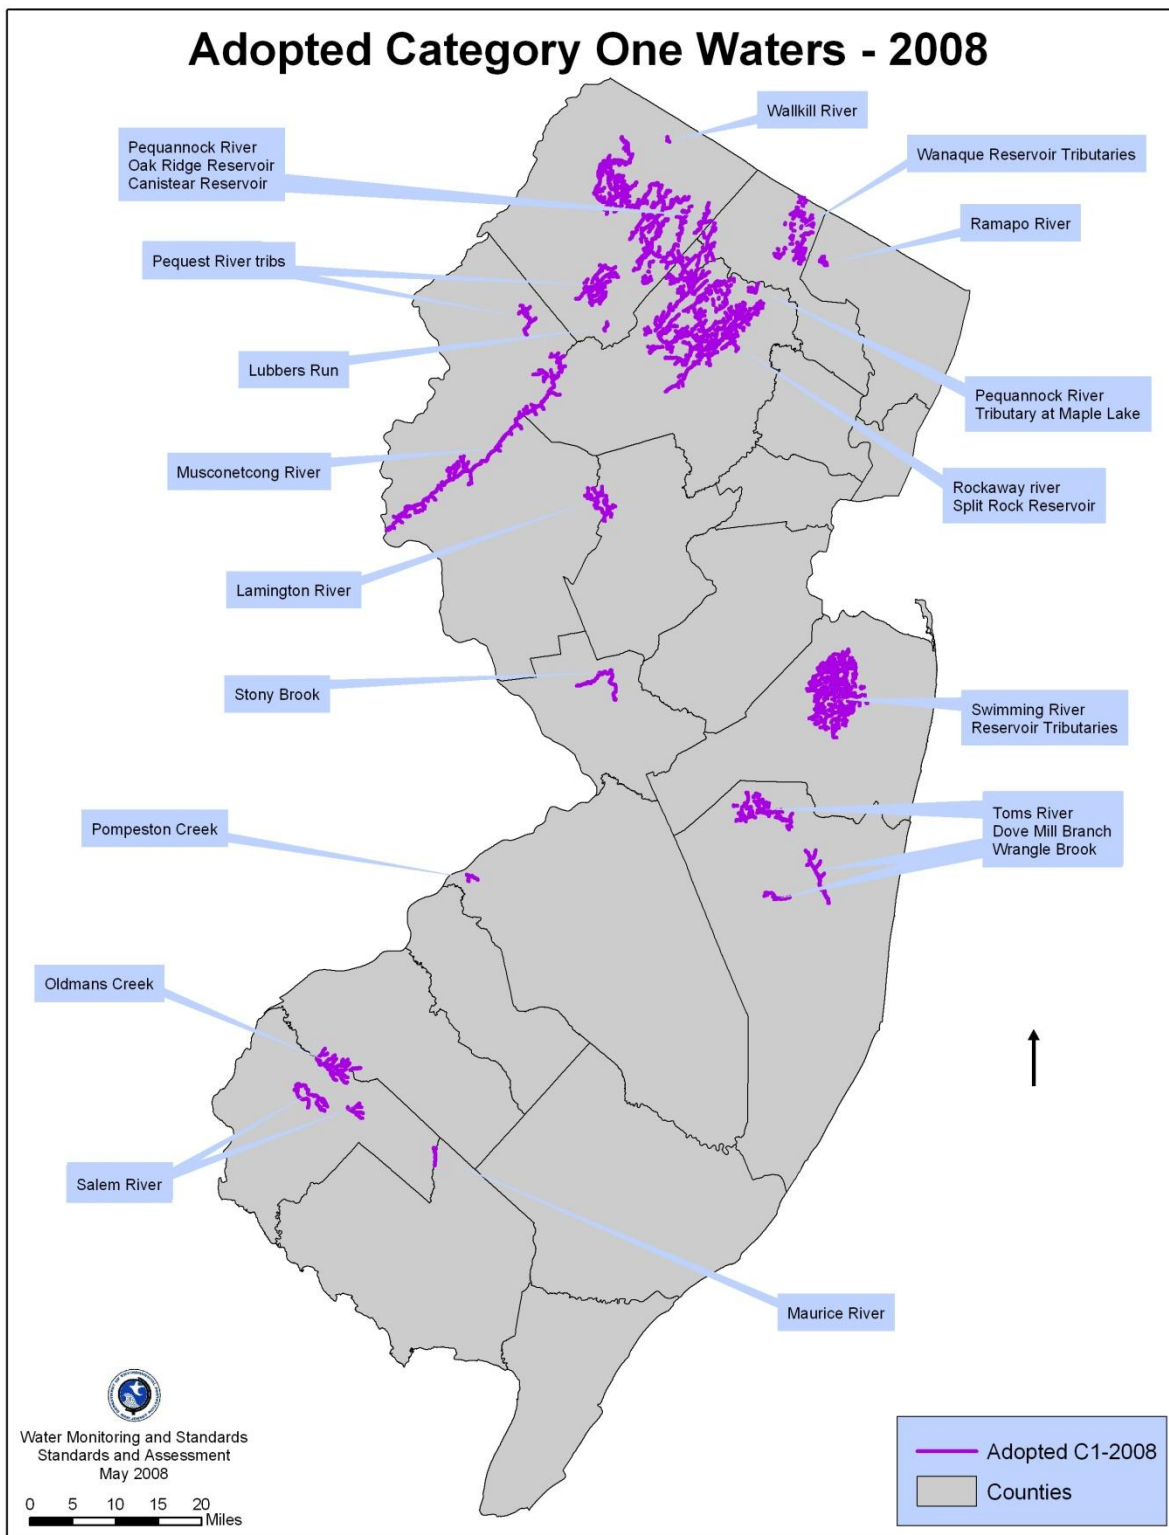 Adopted Category One Waters - 2008
Wallkill River
Pequannock River
Oak Ridge Reservoir
Canistear Reservoir
Wanaque Reservoir Tributaries
Ramapo River
Pequest River tribs
Lubbers Run
Pequannock River
Tributary at Maple Lake
Musconetcong River
Rockaway river
Split Rock Reservoir
Lamington River
Stony Brook
Swimming River
Reservoir Tributaries
Pompeston Creek
Toms River
Dove Mill Branch
Wrangle Brook
Oldmans Creek
Salem River
Maurice River
Water Monitoring and Standards
Standards and Assessment
May 2008
0 5 10 15 20
Miles
Adopted C1-2008
Counties